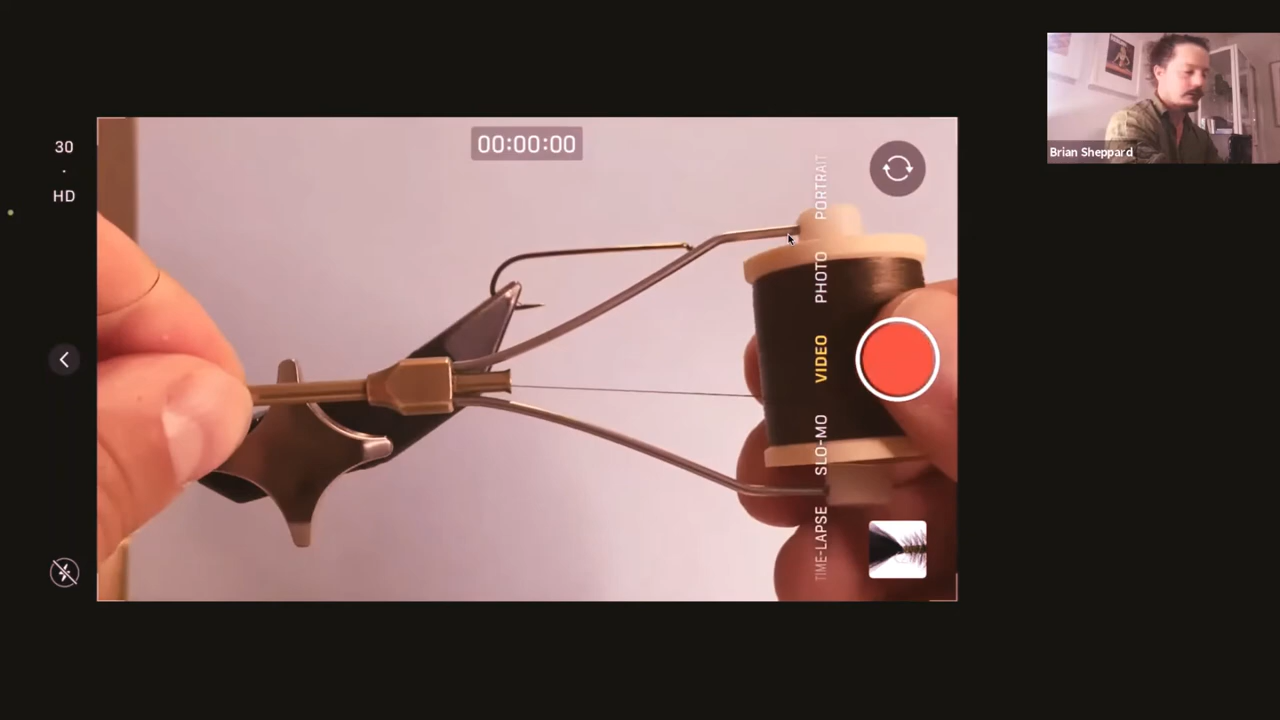 30
HD
00:00:00
PORTRAIT
PHOTO
VIDEO
SLO-MO
TIME-LAPSE
Brian Sheppard